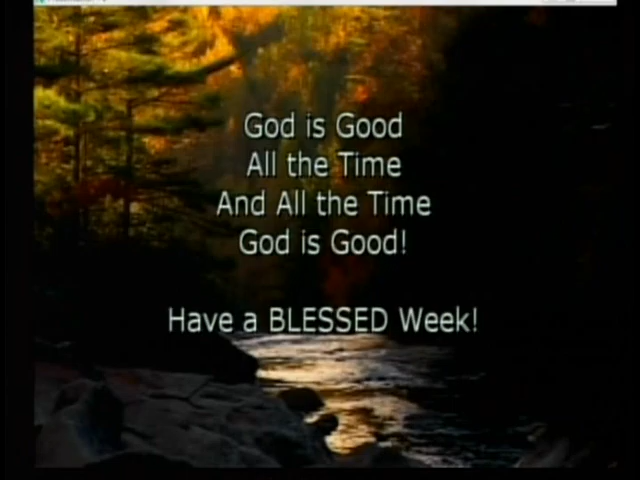 God is Good
All the Time
And All the Time
God is Good!
Have a BLESSED Week!